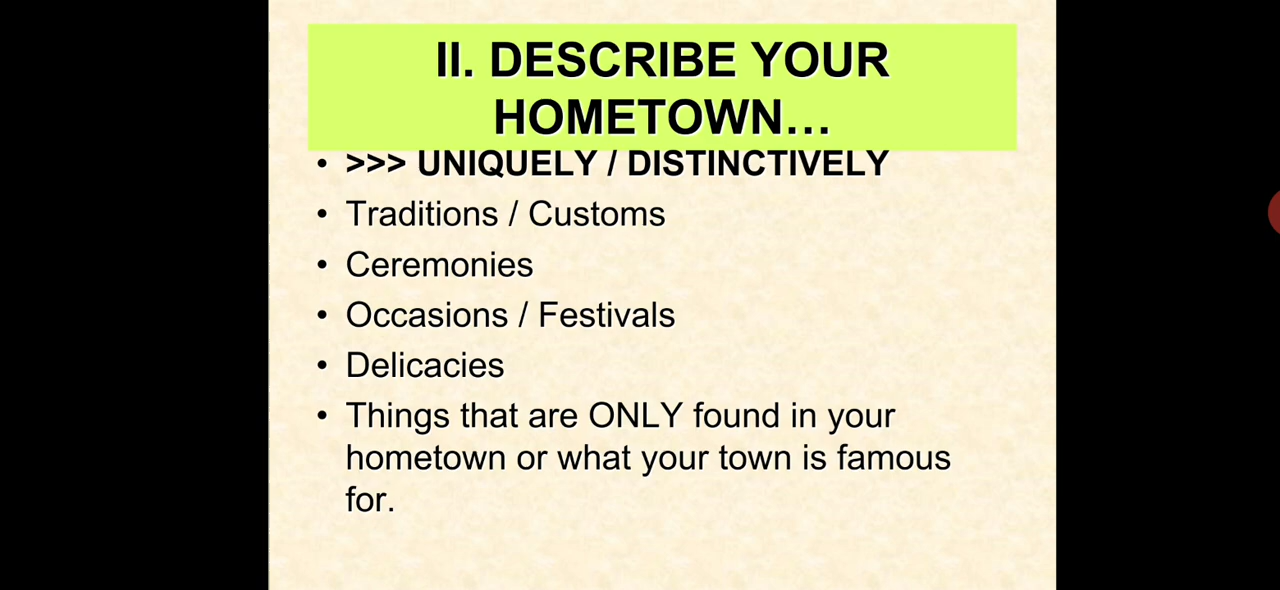 II. DESCRIBE YOUR
HOMETOWN...
• >>> UNIQUELY / DISTINCTIVELY
• Traditions / Customs
• Ceremonies
• Occasions / Festivals
• Delicacies
• Things that are ONLY found in your
hometown or what your town is famous
for.